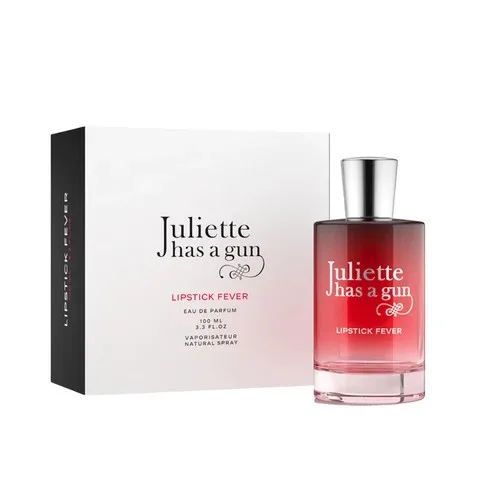 LIPSTICK FEVER
Juliette
has a gun
LIPSTICK FEVER
EAU DE PARFUM
100 ML
3.3 FL.OZ
VAPORISATEUR
NATURAL SPRAY
Juliette
has a gun
LIPSTICK FEVER